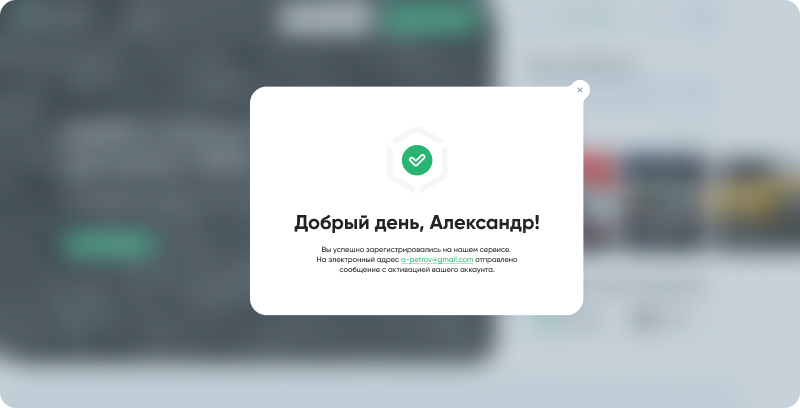 Добрый день, Александр!
Вы успешно зарегистрировались на нашем сервисе.
На электронный адрес a-petrov@gmail.com отправлено
сообщение с активацией вашего аккаунта.